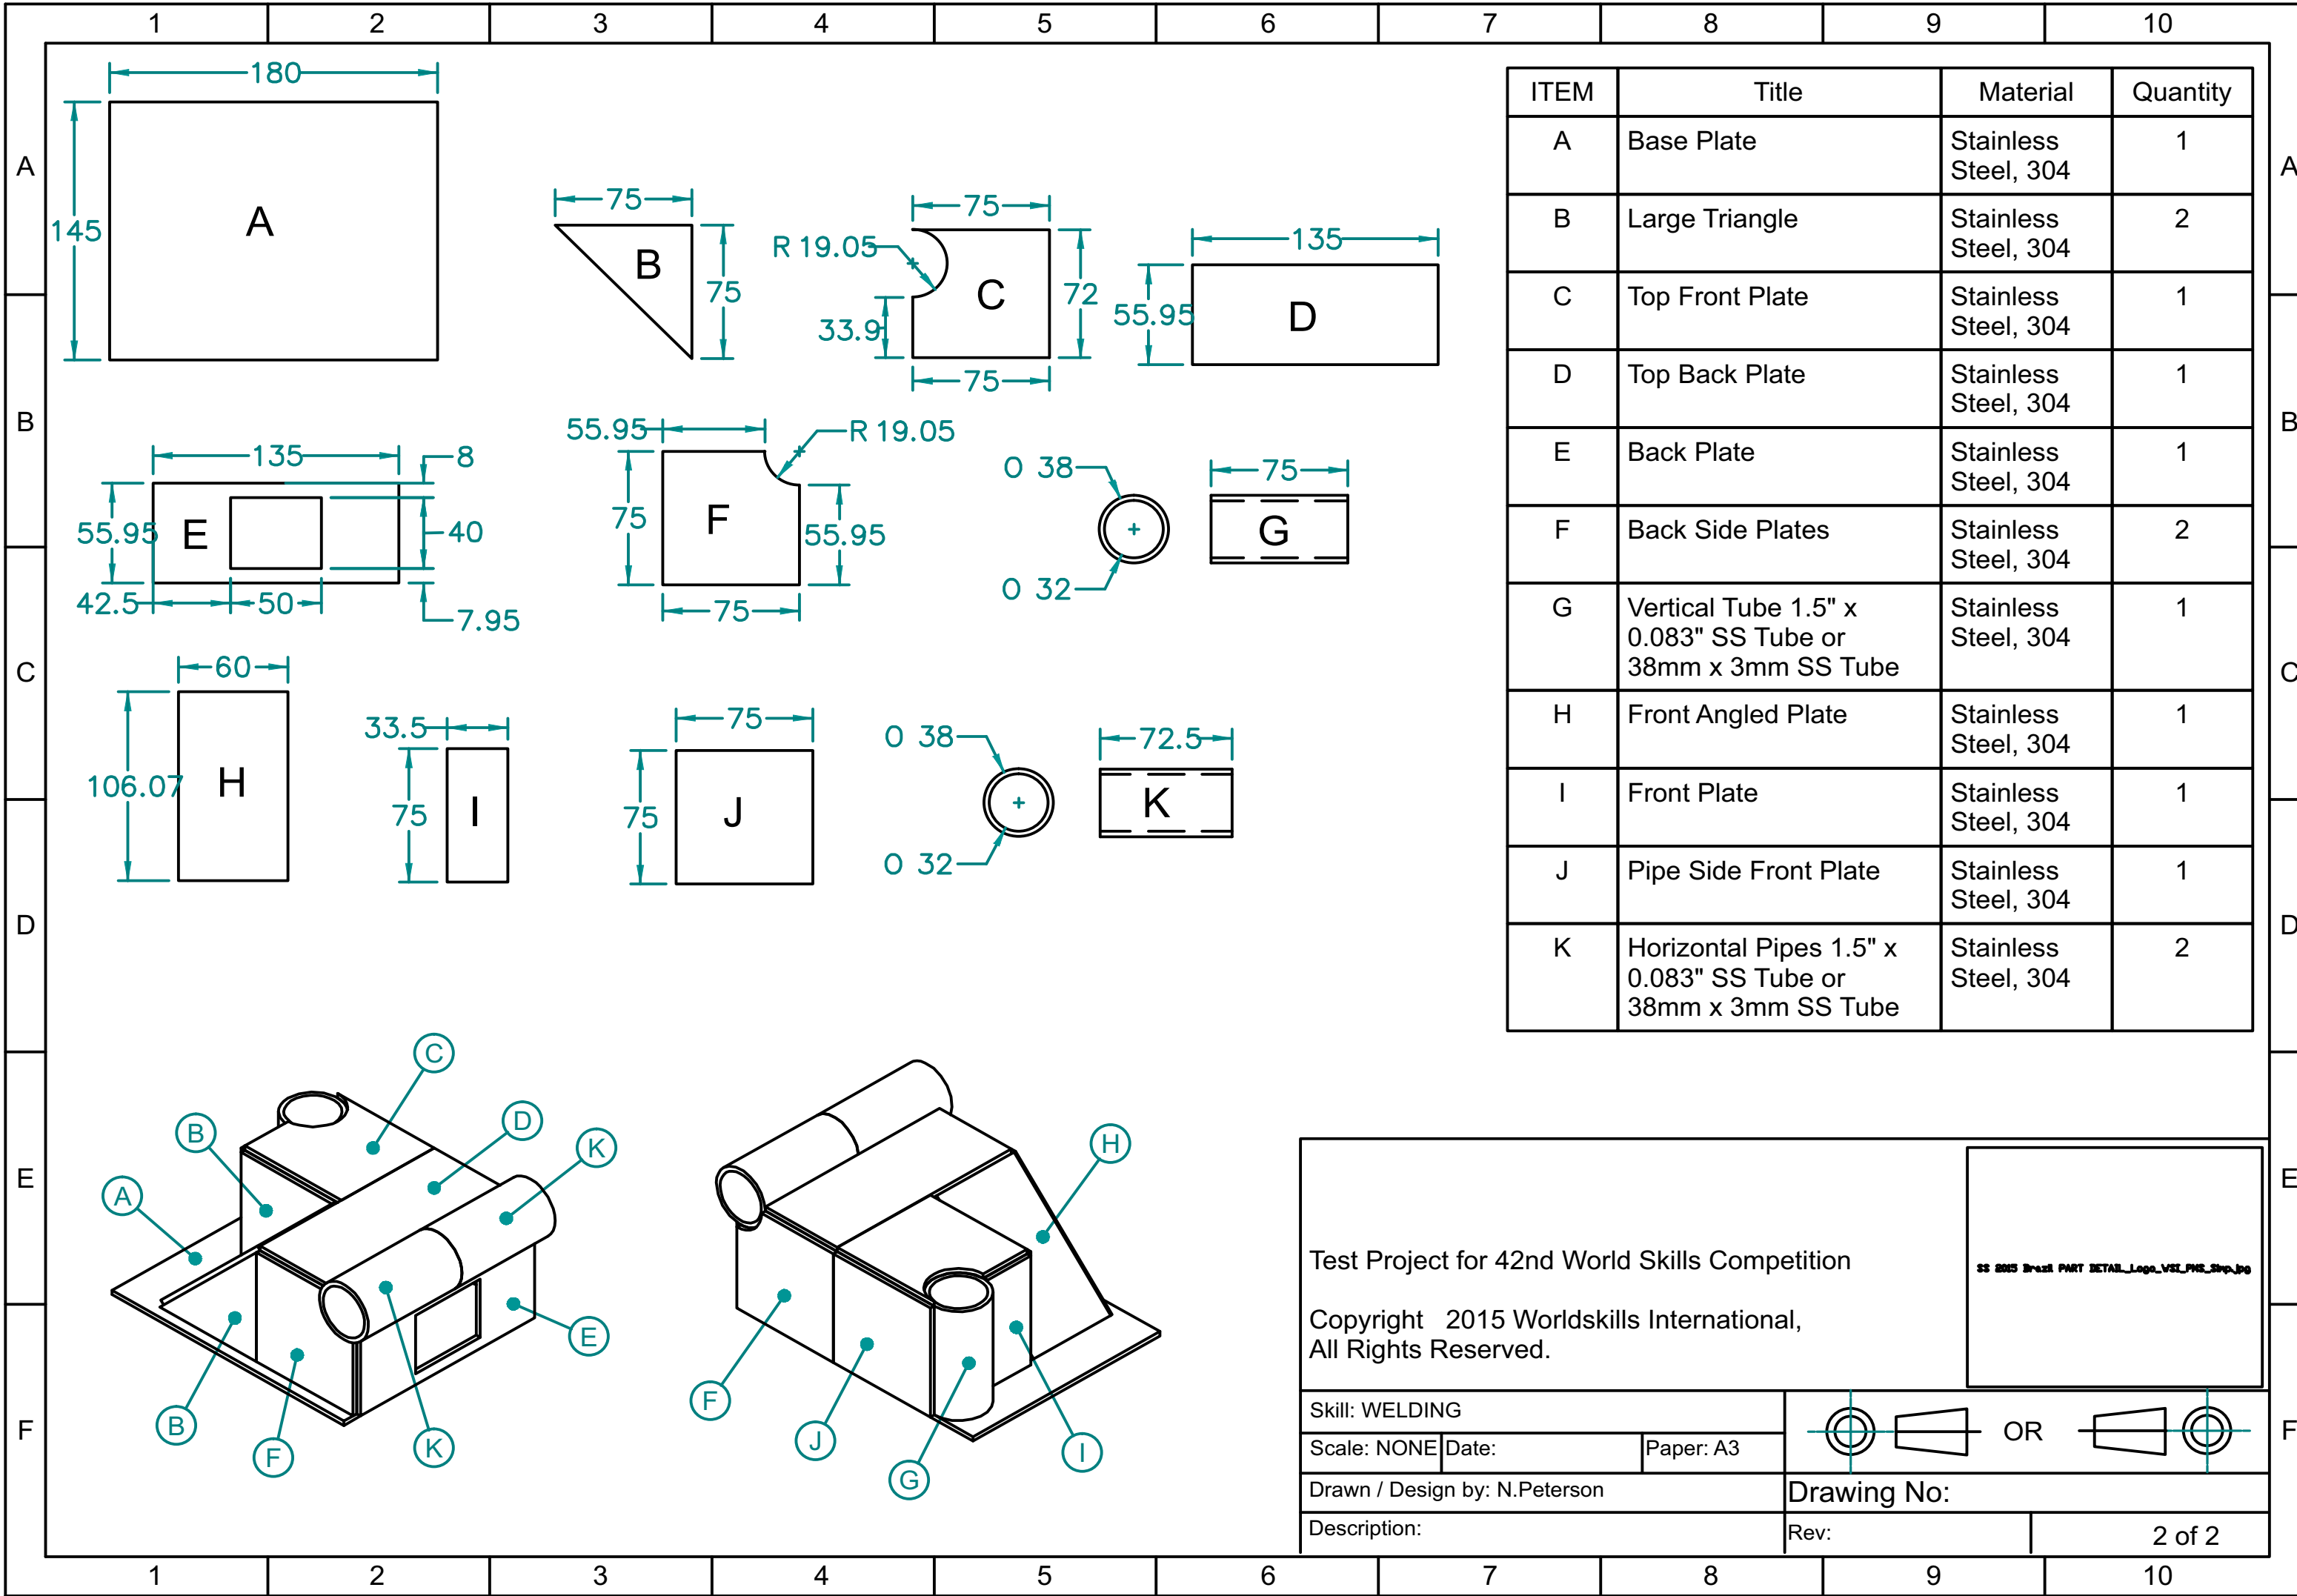 1 2 3 4 5 6 7 8 9 10
A
B
C
D
E
F
A
B
C
D
E
F
180
145
A
75
75
B
75
R 19.05
33.9
72
75
C
135
55.95
D
135
8
55.95
40
42.5
50
7.95
E
55.95
R 19.05
75
55.95
75
F
O 38
O 32
75
G
60
106.07
H
33.5
75
I
75
75
J
O 38
O 32
72.5
K
ITEM Title Material Quantity
A Base Plate Stainless 1
Steel, 304
B Large Triangle Stainless 2
Steel, 304
C Top Front Plate Stainless 1
Steel, 304
D Top Back Plate Stainless 1
Steel, 304
E Back Plate Stainless 1
Steel, 304
F Back Side Plates Stainless 2
Steel, 304
G Vertical Tube 1.5" x Stainless 1
0.083" SS Tube or Steel, 304
38mm x 3mm SS Tube
H Front Angled Plate Stainless 1
Steel, 304
I Front Plate Stainless 1
Steel, 304
J Pipe Side Front Plate Stainless 1
Steel, 304
K Horizontal Pipes 1.5" x Stainless 2
0.083" SS Tube or Steel, 304
38mm x 3mm SS Tube
C
B
D
K
A
E
B
F
K
H
F
J
G
I
Test Project for 42nd World Skills Competition
SS 2015 Brazil PART DETAIL_Logo_WSI_PMS_Simp.jpg
Copyright 2015 Worldskills International,
All Rights Reserved.
Skill: WELDING
OR
Scale: NONE Date: Paper: A3
Drawn / Design by: N.Peterson
Drawing No:
Description:
Rev:
2 of 2
1 2 3 4 5 6 7 8 9 10